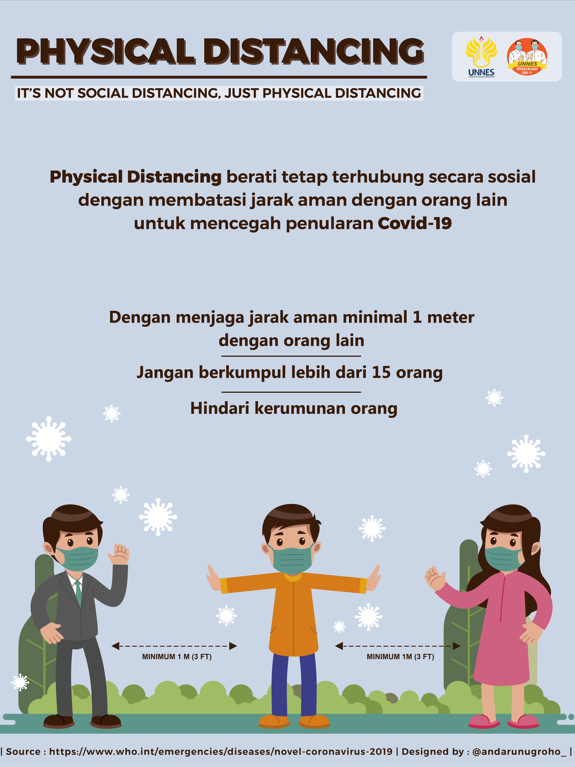 PHYSICAL DISTANCING
IT'S NOT SOCIAL DISTANCING, JUST PHYSICAL DISTANCING
UNNES
UNNES
Physical Distancing berati tetap terhubung secara sosial
dengan membatasi jarak aman dengan orang lain
untuk mencegah penularan Covid-19
Dengan menjaga jarak aman minimal 1 meter
dengan orang lain
Jangan berkumpul lebih dari 15 orang
Hindari kerumunan orang
MINIMUM 1 M (3 FT)
MINIMUM 1M (3 FT)
| Source : https://www.who.int/emergencies/diseases/novel-coronavirus-2019 | Designed by : @andarunugroho_ |